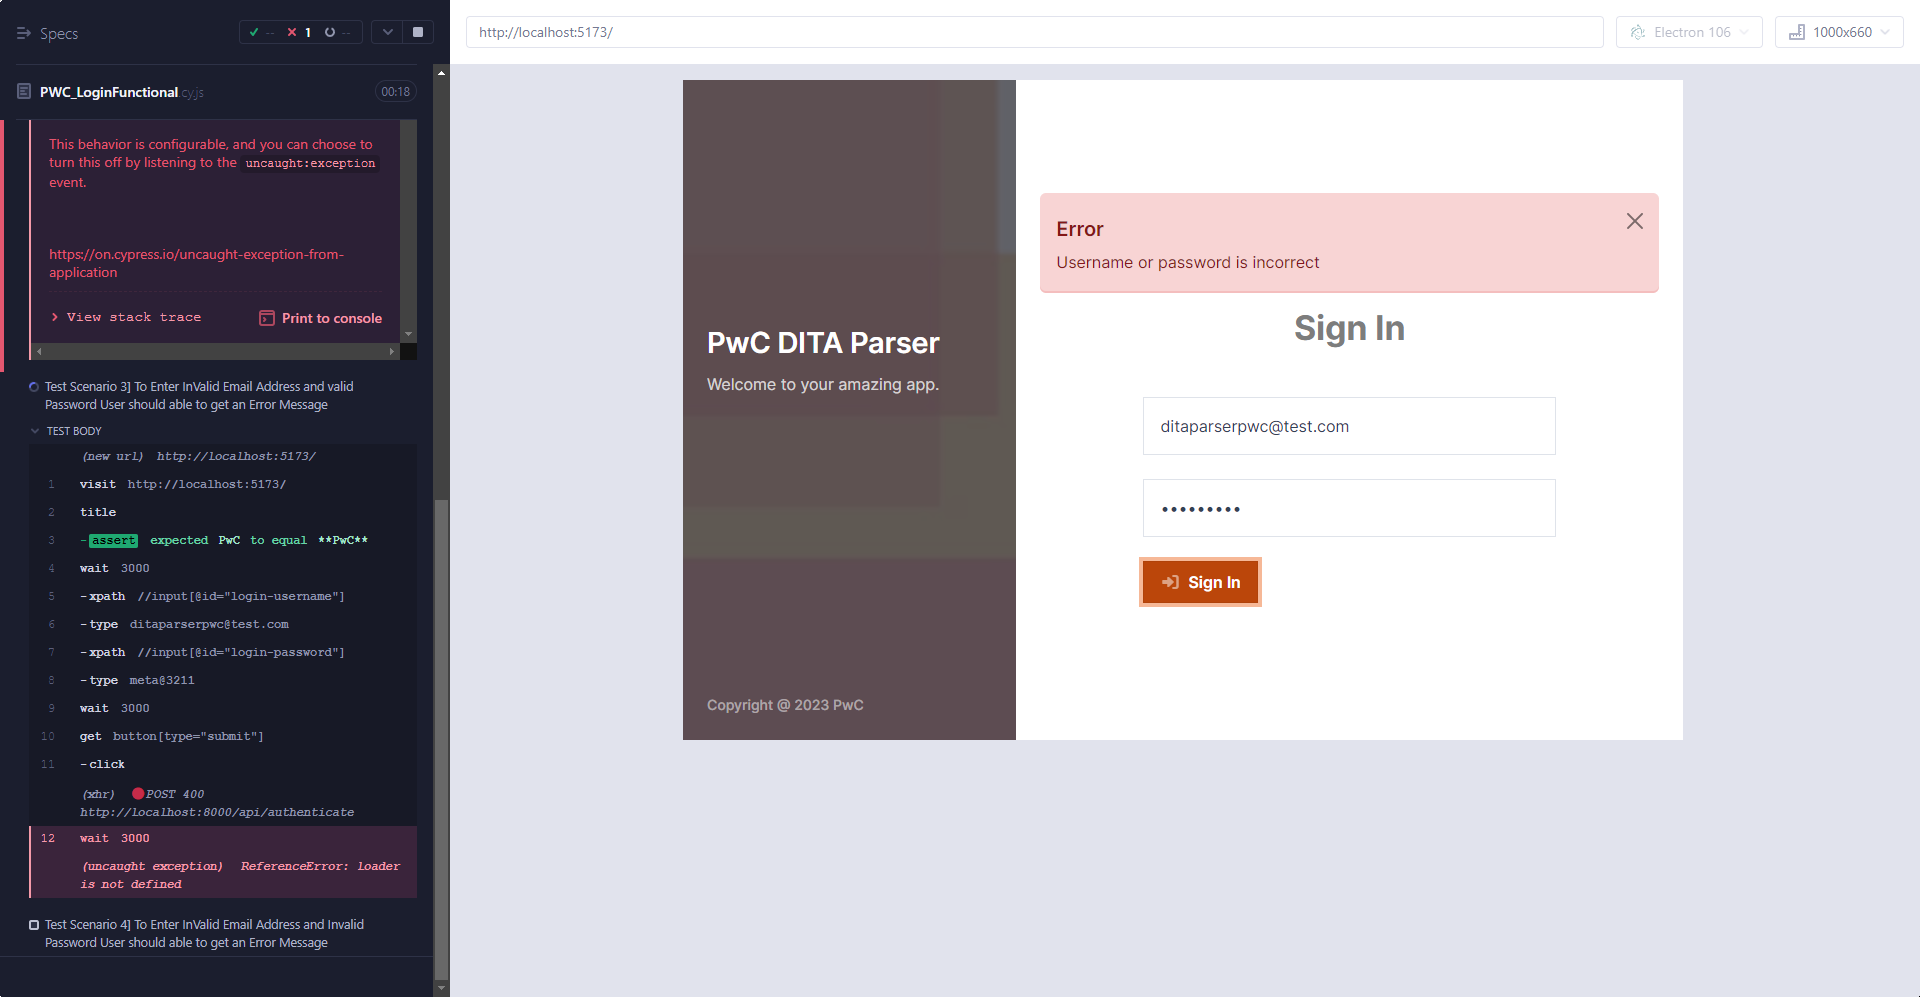 Specs
-- 1 --
PWC_LoginFunctional.cy.js
00:18
This behavior is configurable, and you can choose to
turn this off by listening to the uncaught:exception
event.
https://on.cypress.io/uncaught-exception-from-
application
View stack trace
Print to console
Test Scenario 3] To Enter InValid Email Address and valid
Password User should able to get an Error Message
TEST BODY
(new url) http://localhost:5173/
1 visit http://localhost:5173/
2 title
3 -assert expected PwC to equal **PwC**
4 wait 3000
5 -xpath //input[@id="login-username"]
6 -type ditaparserpwc@test.com
7 -xpath //input[@id="login-password"]
8 -type meta@3211
9 wait 3000
10 get button[type="submit"]
11 -click
(xhr) POST 400
http://localhost:8000/api/authenticate
12 wait 3000
(uncaught exception) ReferenceError: loader
is not defined
Test Scenario 4] To Enter InValid Email Address and Invalid
Password User should able to get an Error Message
http://localhost:5173/
Electron 106
1000x660
PwC DITA Parser
Welcome to your amazing app.
Copyright @ 2023 PwC
Error
Username or password is incorrect
Sign In
ditaparserpwc@test.com
•••••••••
Sign In